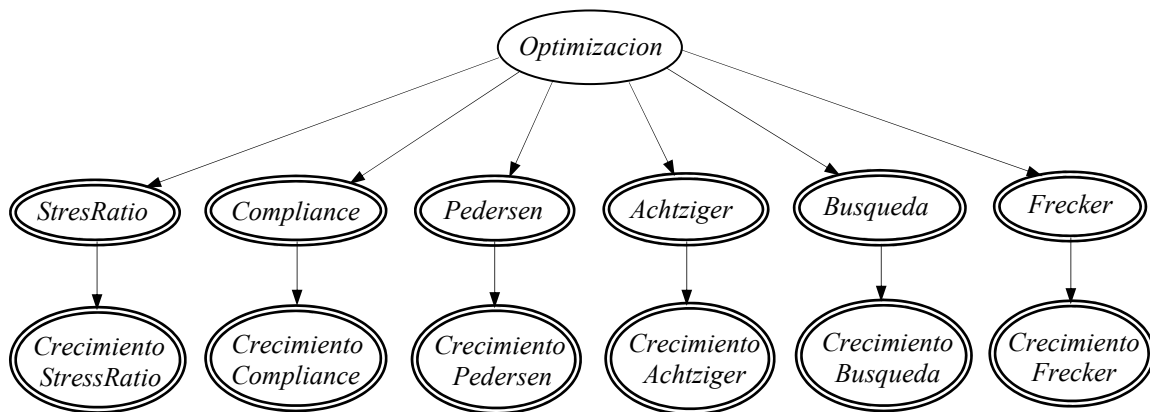 Optimizacion
StresRatio
Compliance
Pedersen
Achtziger
Busqueda
Frecker
Crecimiento
StressRatio
Crecimiento
Compliance
Crecimiento
Pedersen
Crecimiento
Achtziger
Crecimiento
Busqueda
Crecimiento
Frecker